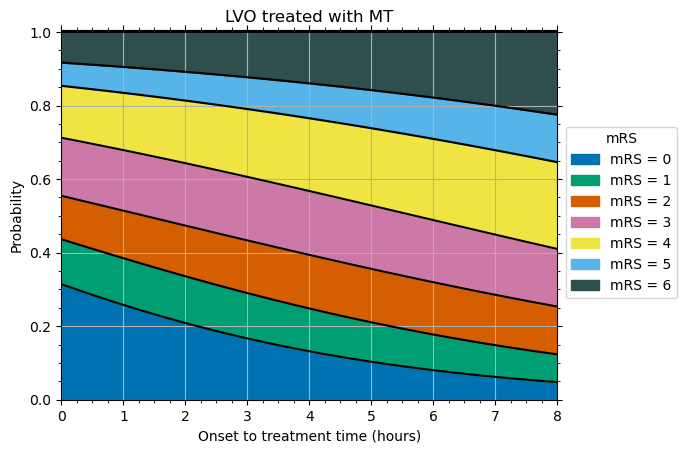 LVO treated with MT
1.0
0.8
0.6
0.4
0.2
0.0
Probability
0 1 2 3 4 5 6 7 8
Onset to treatment time (hours)
mRS
mRS = 0
mRS = 1
mRS = 2
mRS = 3
mRS = 4
mRS = 5
mRS = 6